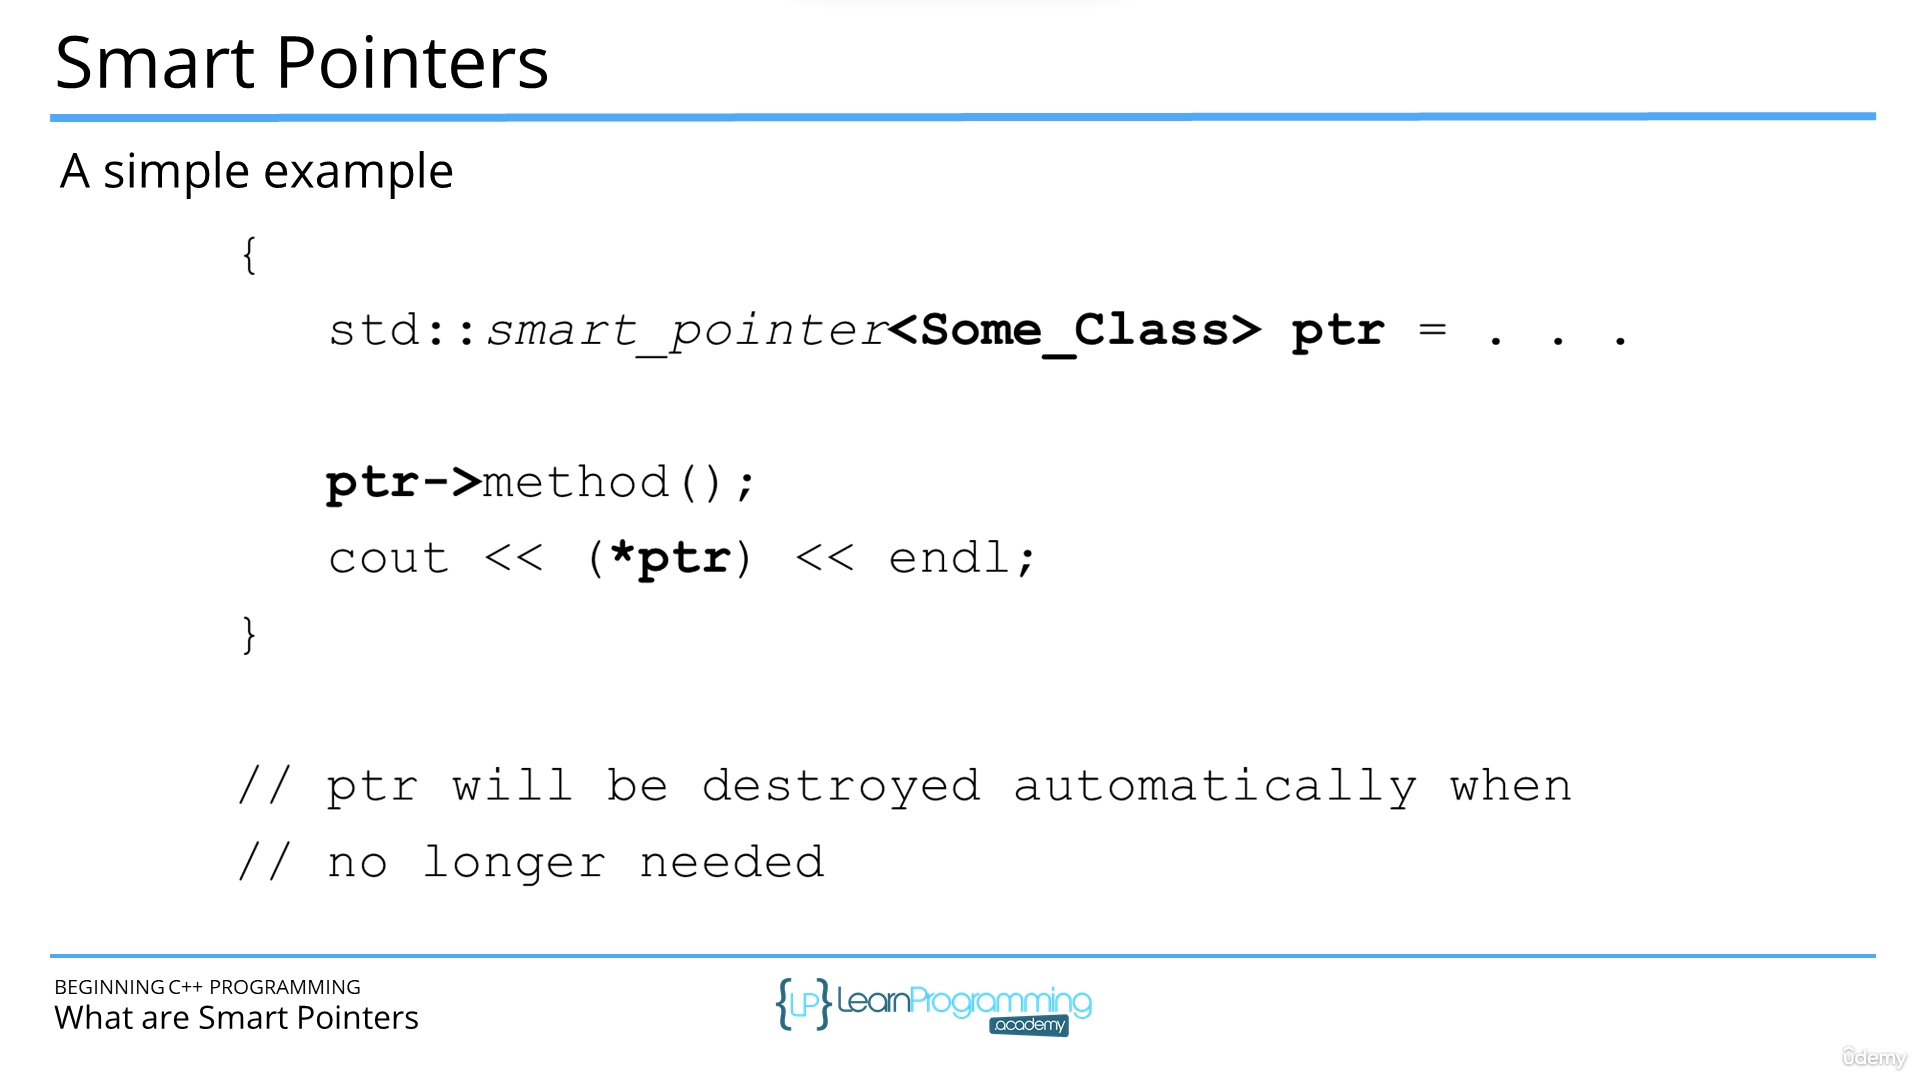 Smart Pointers
A simple example
{
std::smart_pointer<Some_Class> ptr = . . .
ptr->method();
cout << (*ptr) << endl;
}
// ptr will be destroyed automatically when
// no longer needed
BEGINNING C++ PROGRAMMING
What are Smart Pointers
{LP} LearnProgramming
.academy
ûdemy